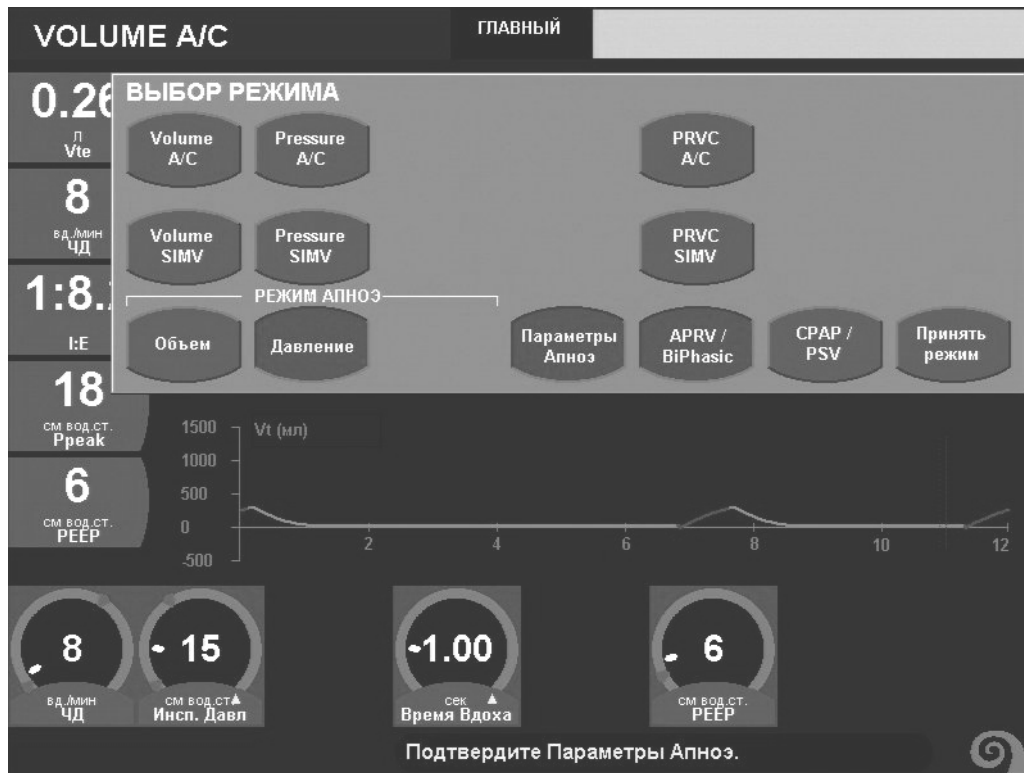 VOLUME A/C
ГЛАВНЫЙ
ВЫБОР РЕЖИМА
0.26
л
Vte
8
вд./мин
ЧД
1:8.
I:E
18
см вод.ст.
Ppeak
6
см вод.ст.
PEEP
Volume
A/C
Pressure
A/C
PRVC
A/C
Volume
SIMV
Pressure
SIMV
PRVC
SIMV
РЕЖИМ АПНОЭ
Объем
Давление
Параметры
Апноэ
APRV /
BiPhasic
CPAP /
PSV
Принять
режим
Vt (мл)
1500
1000
500
0
-500
2 4 6 8 10 12
8
вд./мин
ЧД
15
см вод.ст
Инсп. Давл
1.00
сек
Время Вдоха
6
см вод.ст.
PEEP
Подтвердите Параметры Апноэ.